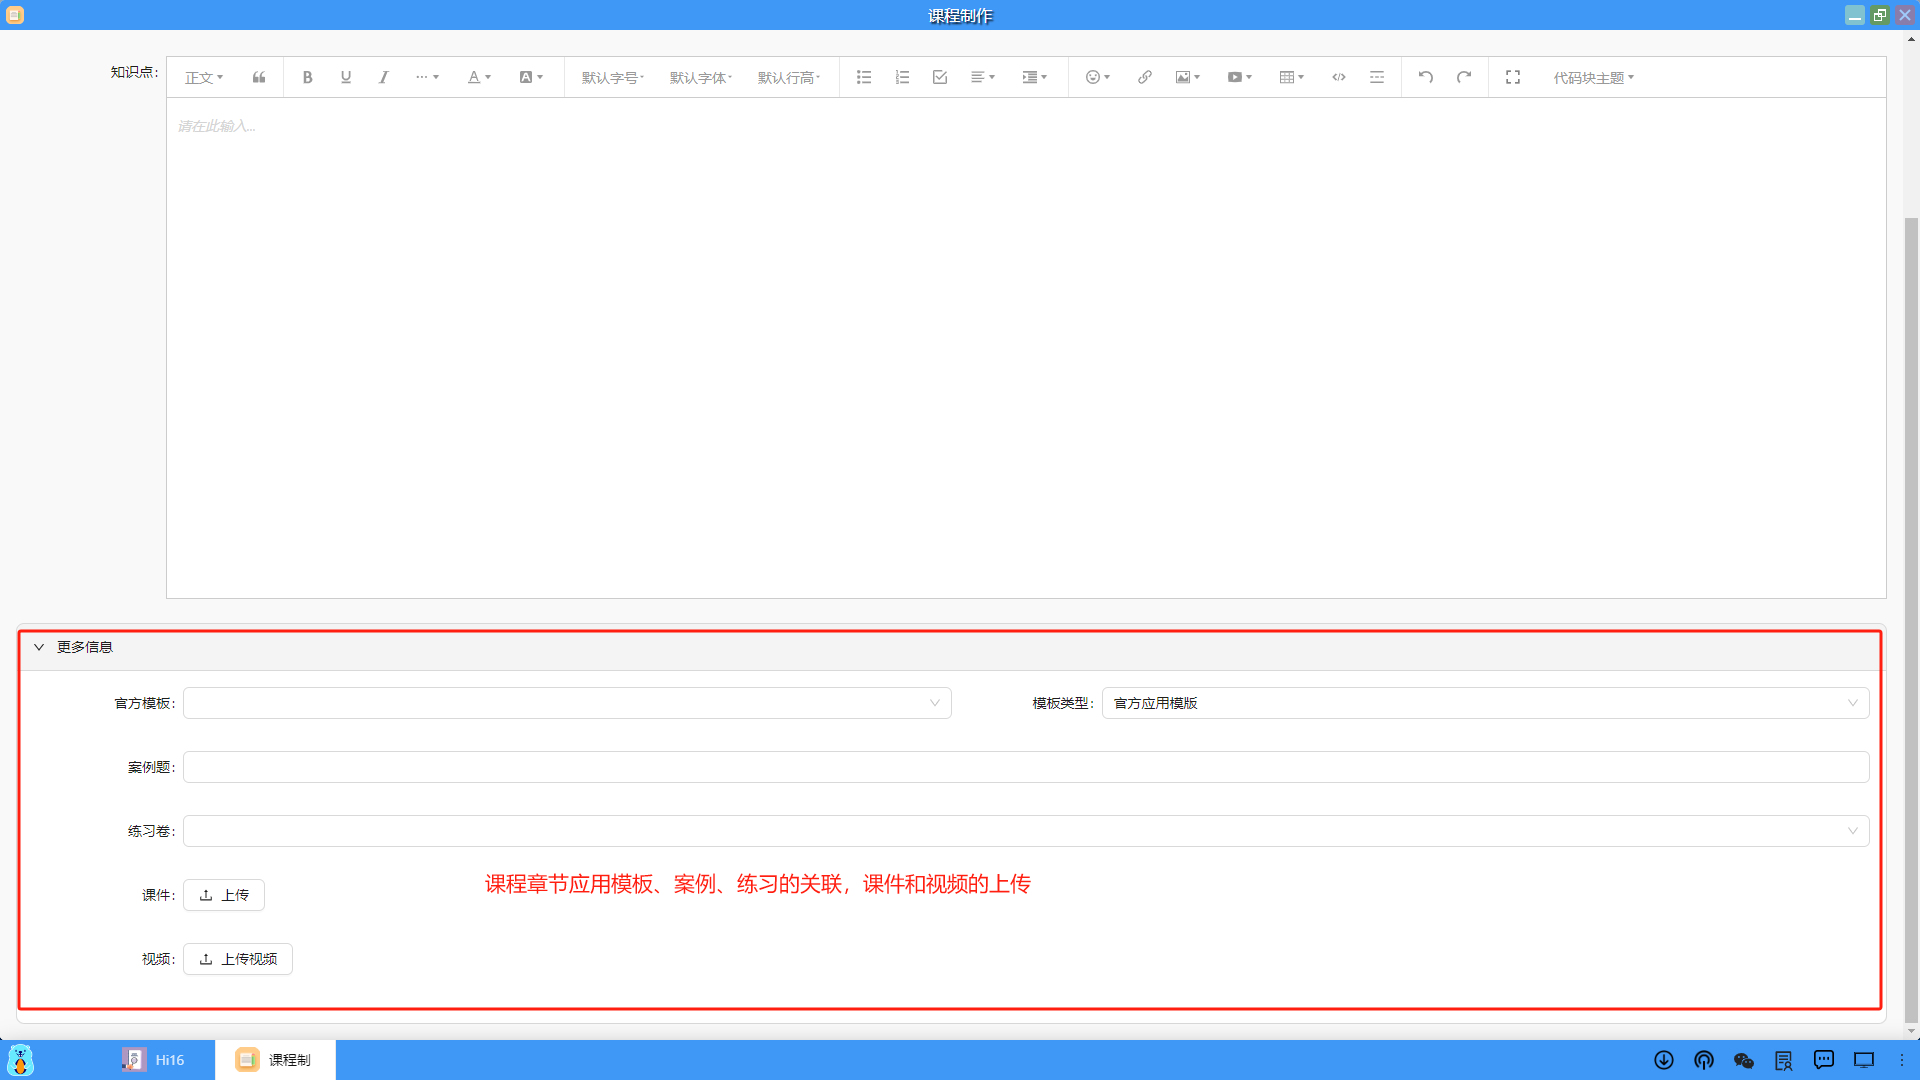 课程制作
知识点:
正文 默认字号 默认字体 默认行高 代码块主题
请在此输入...
更多信息
官方模板: 模板类型: 官方应用模版
案例题:
练习卷:
课件: 上传
课程章节应用模板、案例、练习的关联，课件和视频的上传
视频: 上传视频
Hi16 课程制